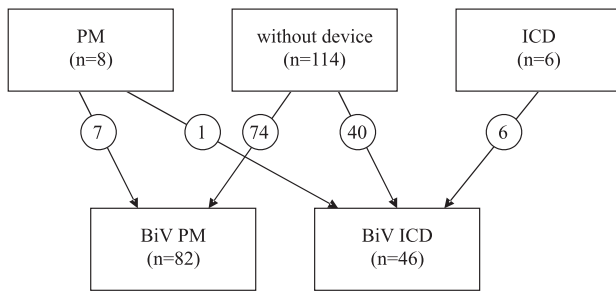 PM
(n=8)
without device
(n=114)
ICD
(n=6)
7
1
74
40
6
BiV PM
(n=82)
BiV ICD
(n=46)